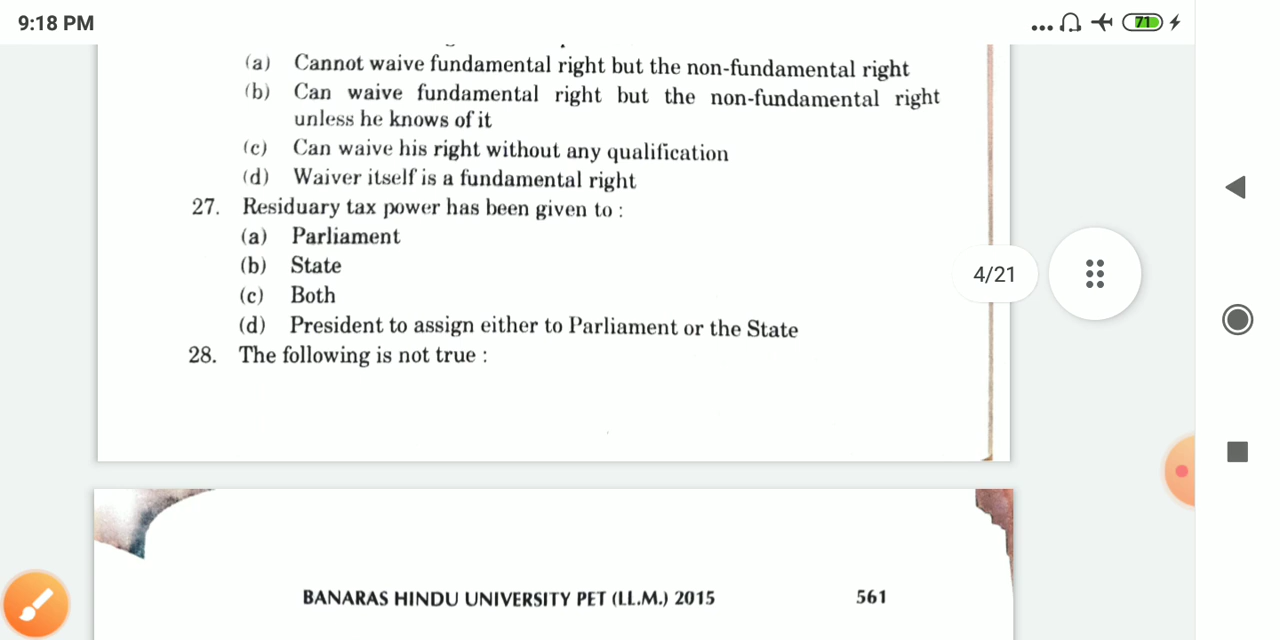 9:18 PM
71
(a) Cannot waive fundamental right but the non-fundamental right
(b) Can waive fundamental right but the non-fundamental right
unless he knows of it
(c) Can waive his right without any qualification
(d) Waiver itself is a fundamental right
27. Residuary tax power has been given to :
(a) Parliament
(b) State
(c) Both
(d) President to assign either to Parliament or the State
28. The following is not true :
4/21
BANARAS HINDU UNIVERSITY PET (LL.M.) 2015 561